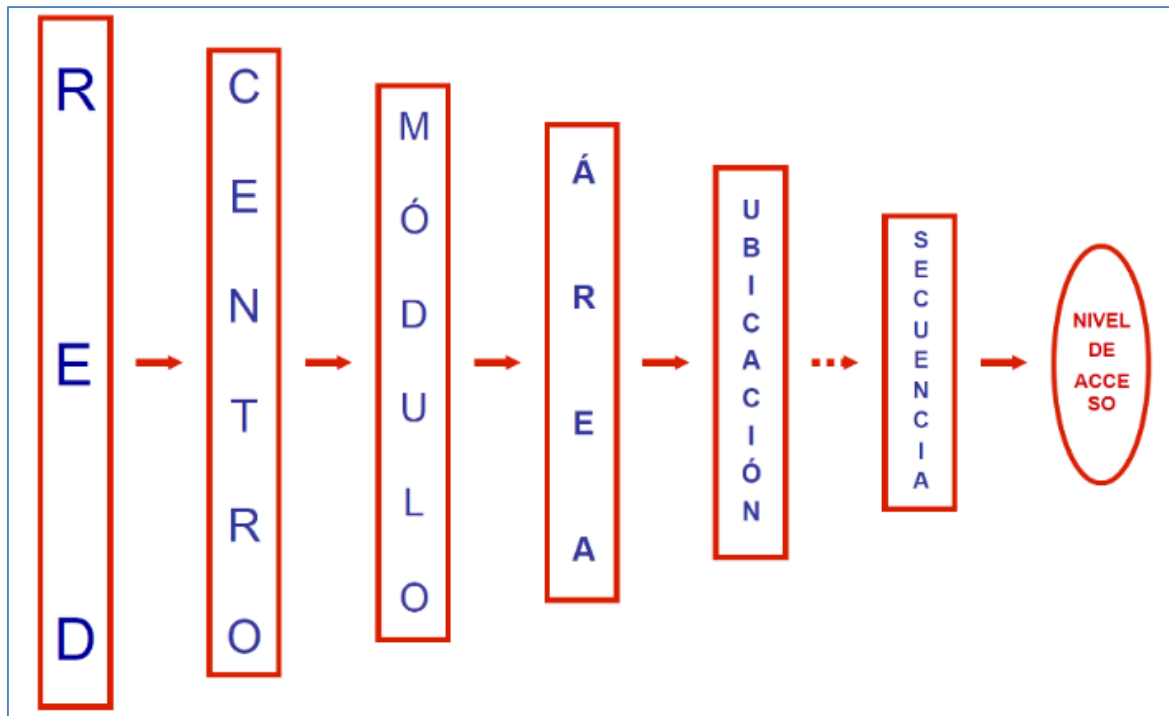 RED
CENTRO
MÓDULO
ÁREA
UBICACIÓN
SECUENCIA
NIVEL
DE
ACCE
SO